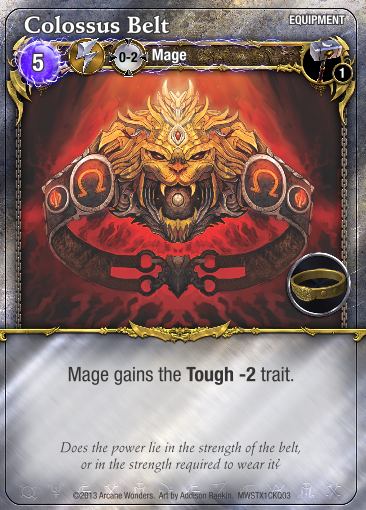 Colossus Belt
EQUIPMENT
5
0-2
Mage
1
Mage gains the Tough -2 trait.
Does the power lie in the strength of the belt,
or in the strength required to wear it?
©2013 Arcane Wonders. Art by Addison Rankin. MWSTX1CKQ03